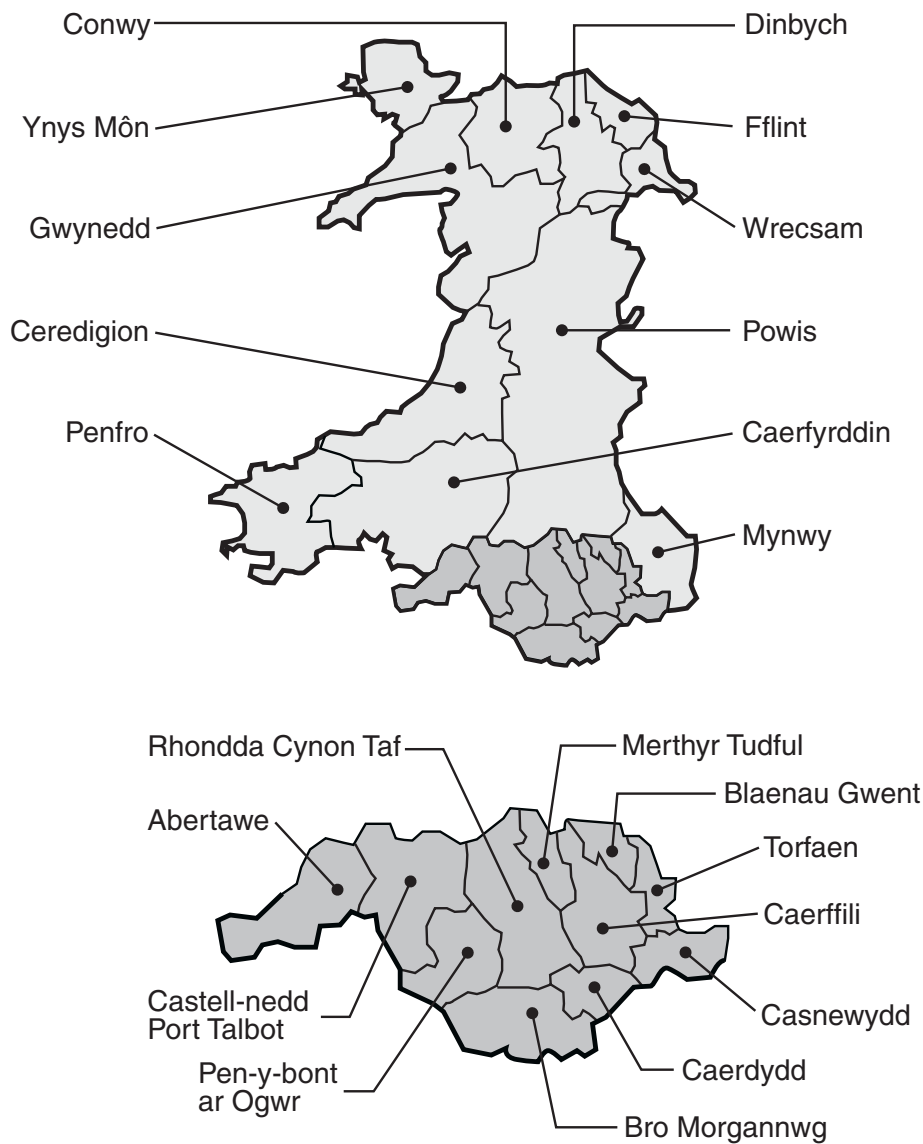 Conwy
Dinbych
Ynys Môn
Fflint
Gwynedd
Wrecsam
Ceredigion
Powis
Penfro
Caerfyrddin
Mynwy
Rhondda Cynon Taf
Merthyr Tudful
Blaenau Gwent
Abertawe
Torfaen
Caerffili
Castell-nedd
Port Talbot
Casnewydd
Pen-y-bont
ar Ogwr
Caerdydd
Bro Morgannwg